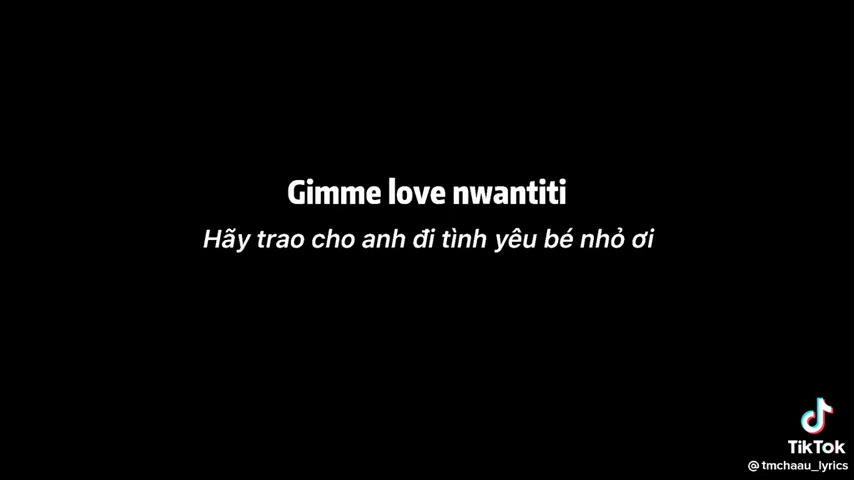 Gimme love nwantiti
Hãy trao cho anh đi tình yêu bé nhỏ ơi
TikTok
@tmchaau_lyrics